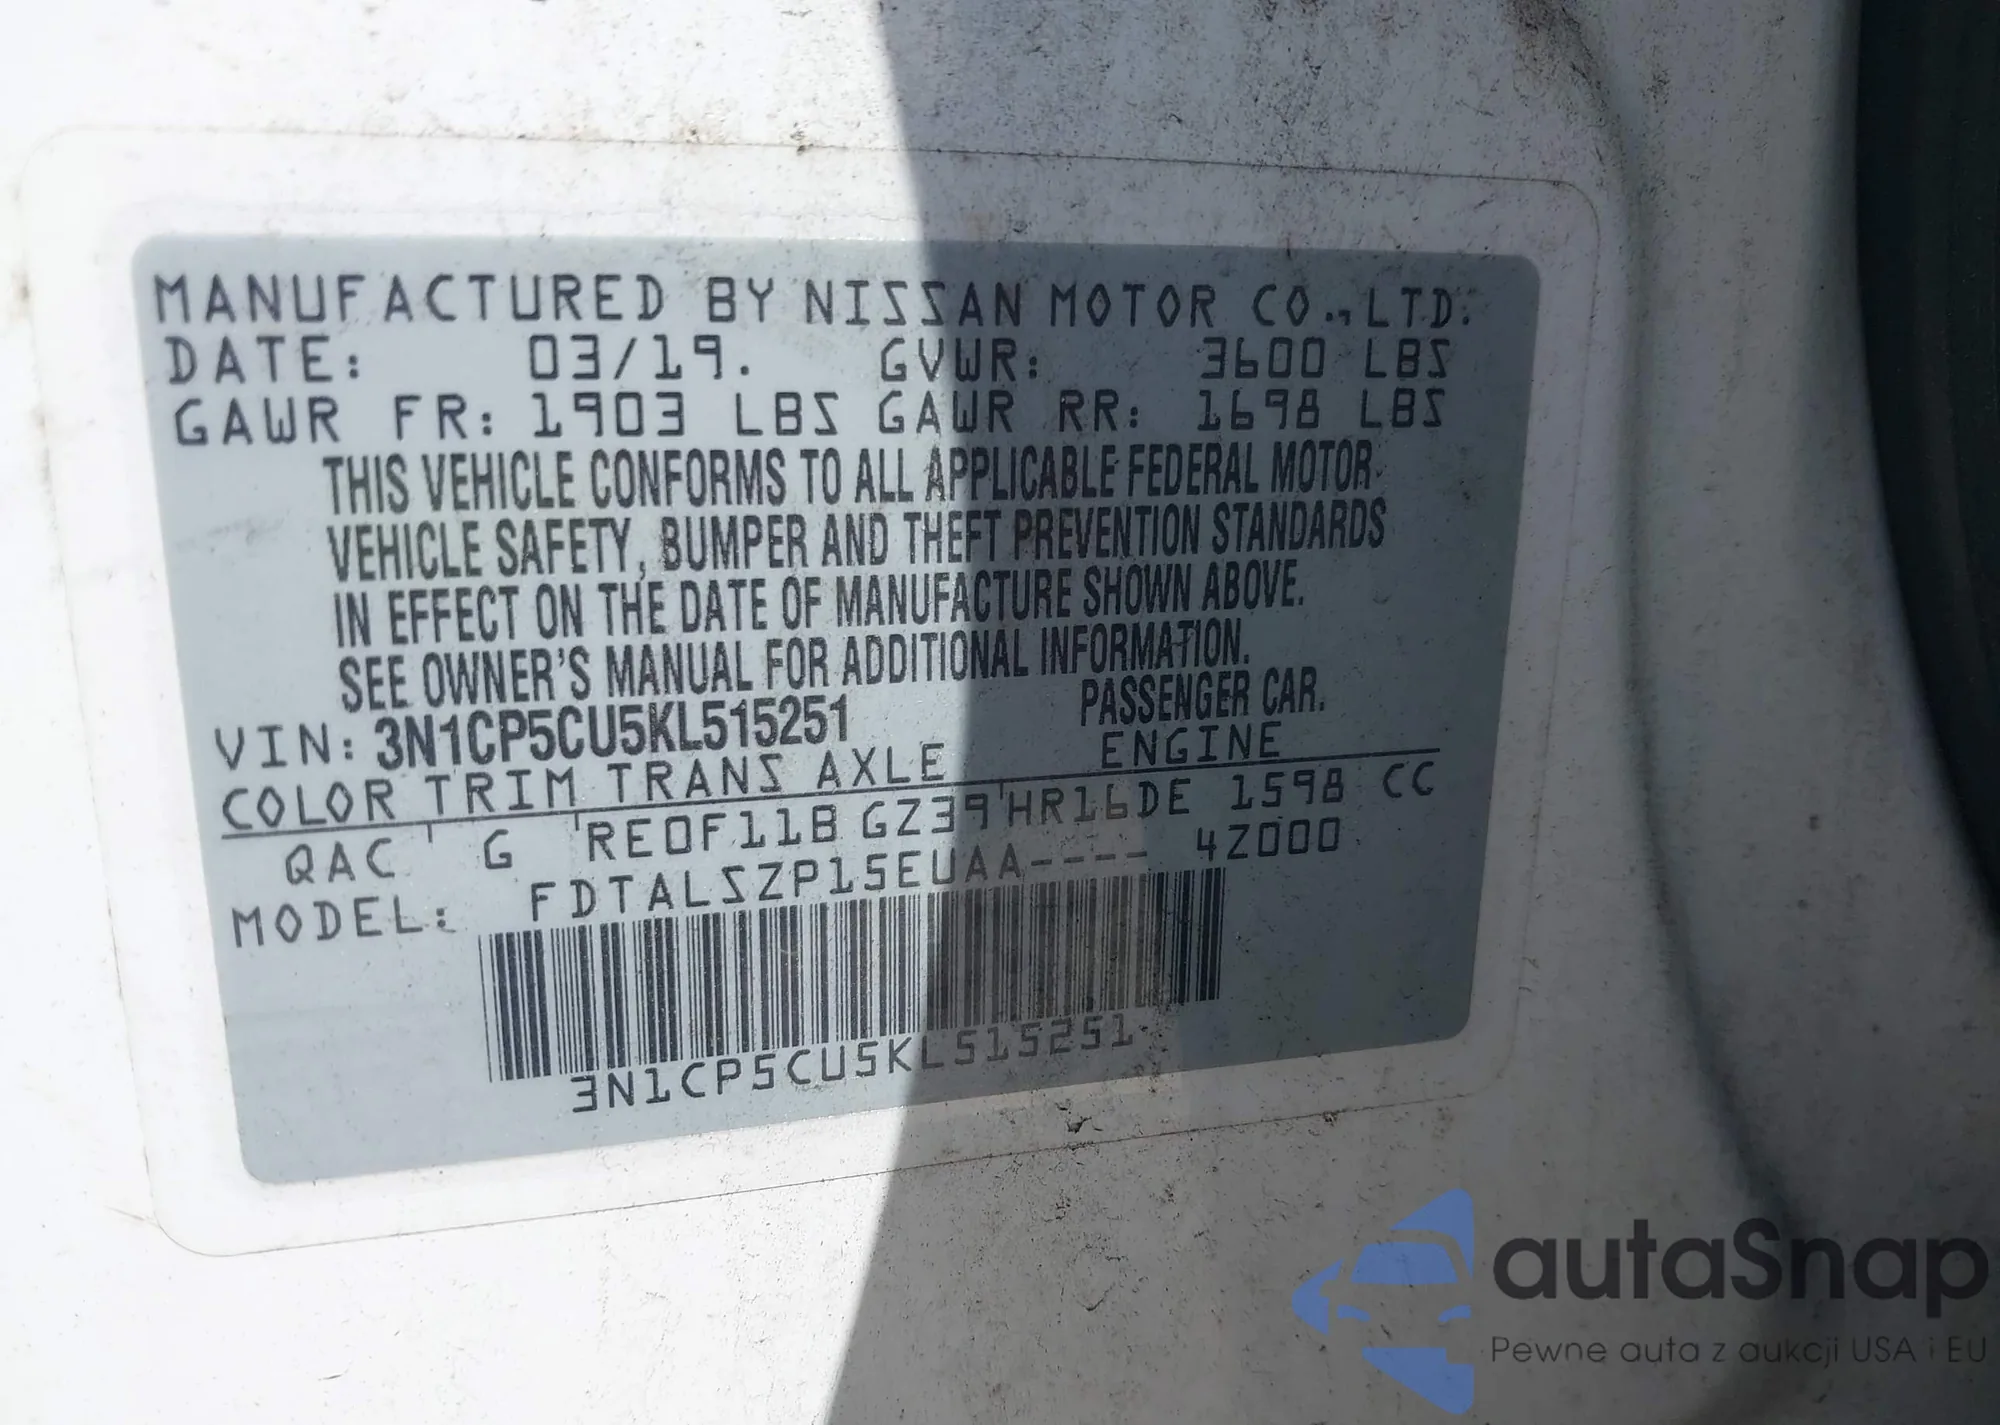 MANUFACTURED BY NISSAN MOTOR CO.,LTD.
DATE: 03/19. GVWR: 3600 LBS
GAWR FR: 1903 LBS GAWR RR: 1698 LBS
THIS VEHICLE CONFORMS TO ALL APPLICABLE FEDERAL MOTOR
VEHICLE SAFETY, BUMPER AND THEFT PREVENTION STANDARDS
IN EFFECT ON THE DATE OF MANUFACTURE SHOWN ABOVE.
SEE OWNER'S MANUAL FOR ADDITIONAL INFORMATION.
VIN: 3N1CP5CU5KL515251 PASSENGER CAR.
COLOR TRIM TRANS AXLE ENGINE
QAC G RE0F11B GZ39 HR16DE 1598 CC
MODEL: FDTALSZP15EUAA---- 4Z000
3N1CP5CU5KL515251
autaSnap
Pewne auta z aukcji USA i EU